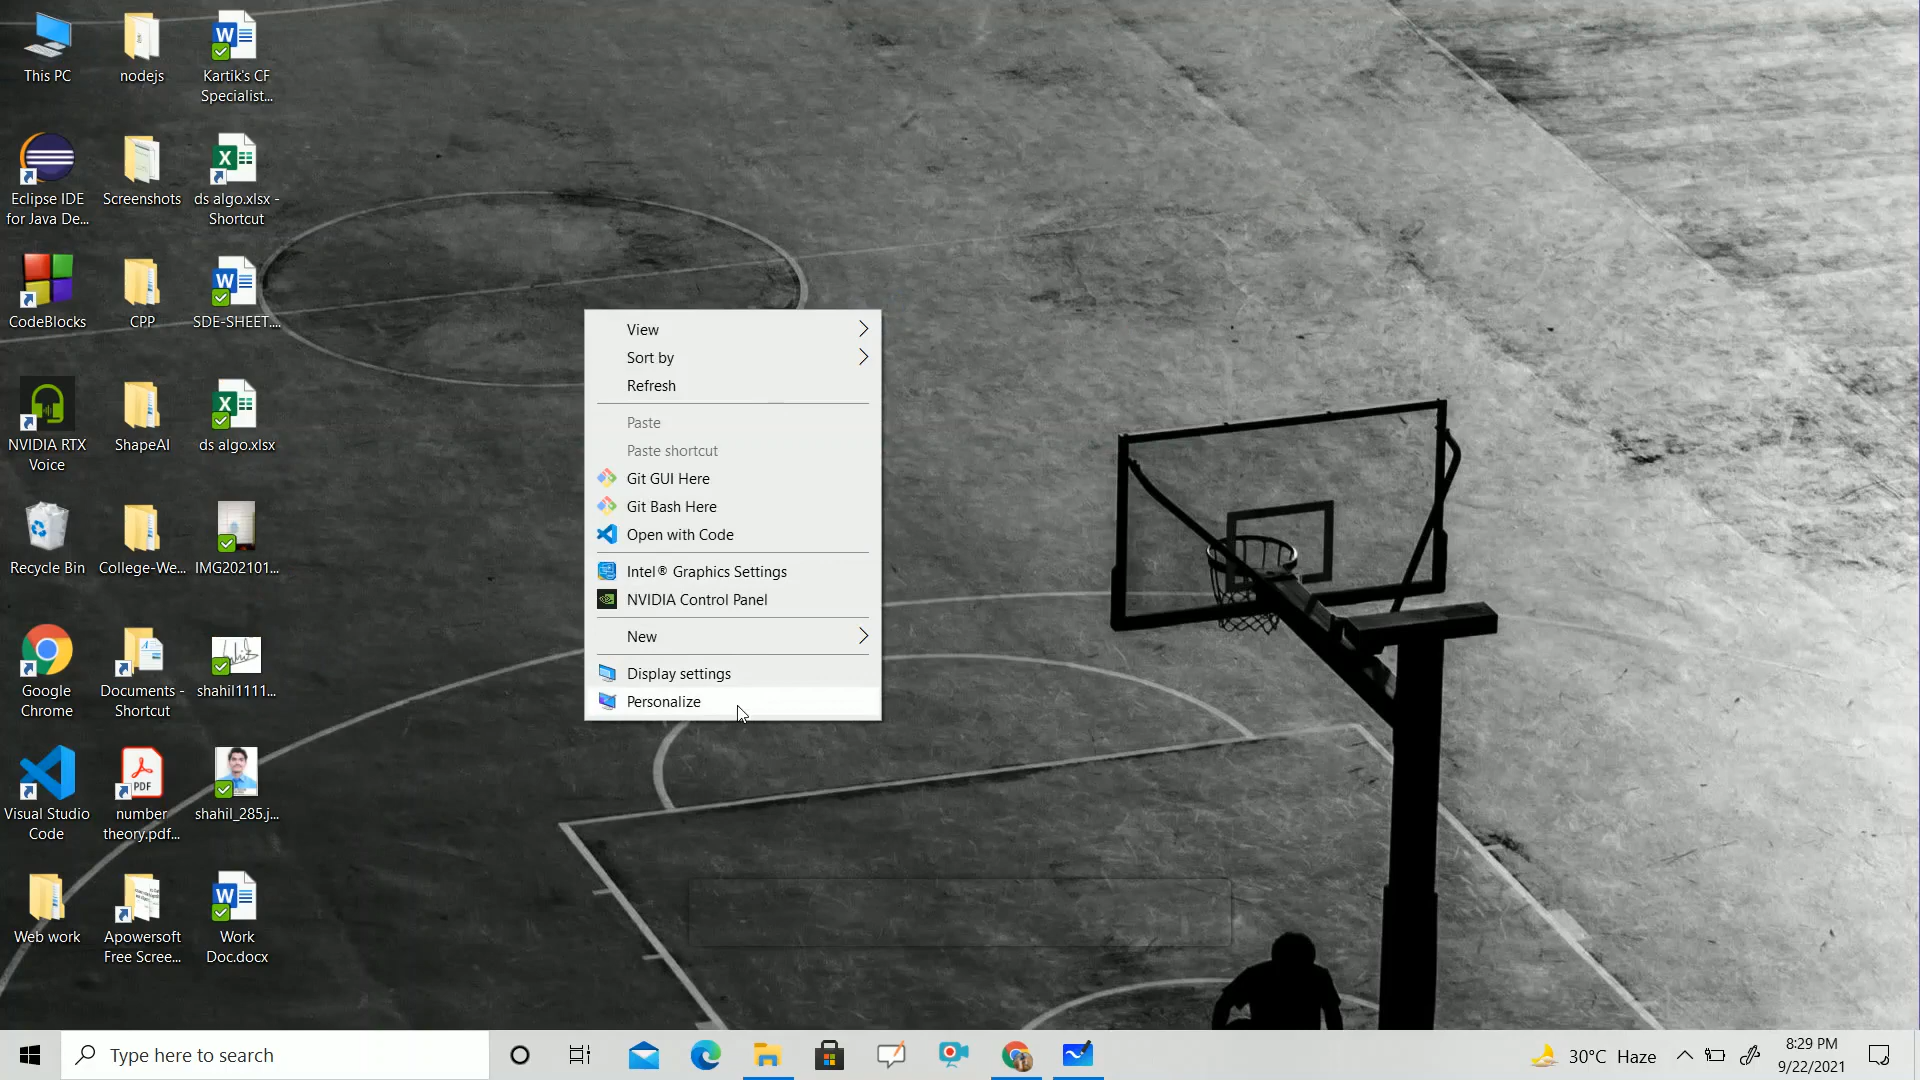 This PC
nodejs
Kartik's CF
Specialist...
Eclipse IDE
for Java De...
Screenshots
ds algo.xlsx -
Shortcut
CodeBlocks
CPP
SDE-SHEET....
NVIDIA RTX
Voice
ShapeAI
ds algo.xlsx
Recycle Bin
College-We...
IMG202101...
Google
Chrome
Documents -
Shortcut
shahil1111...
Visual Studio
Code
PDF
number
theory.pdf...
shahil_285.j...
Web work
Apowersoft
Free Scree...
Work
Doc.docx
View
Sort by
Refresh
Paste
Paste shortcut
Git GUI Here
Git Bash Here
Open with Code
Intel® Graphics Settings
NVIDIA Control Panel
New
Display settings
Personalize
Type here to search
30°C Haze
8:29 PM
9/22/2021